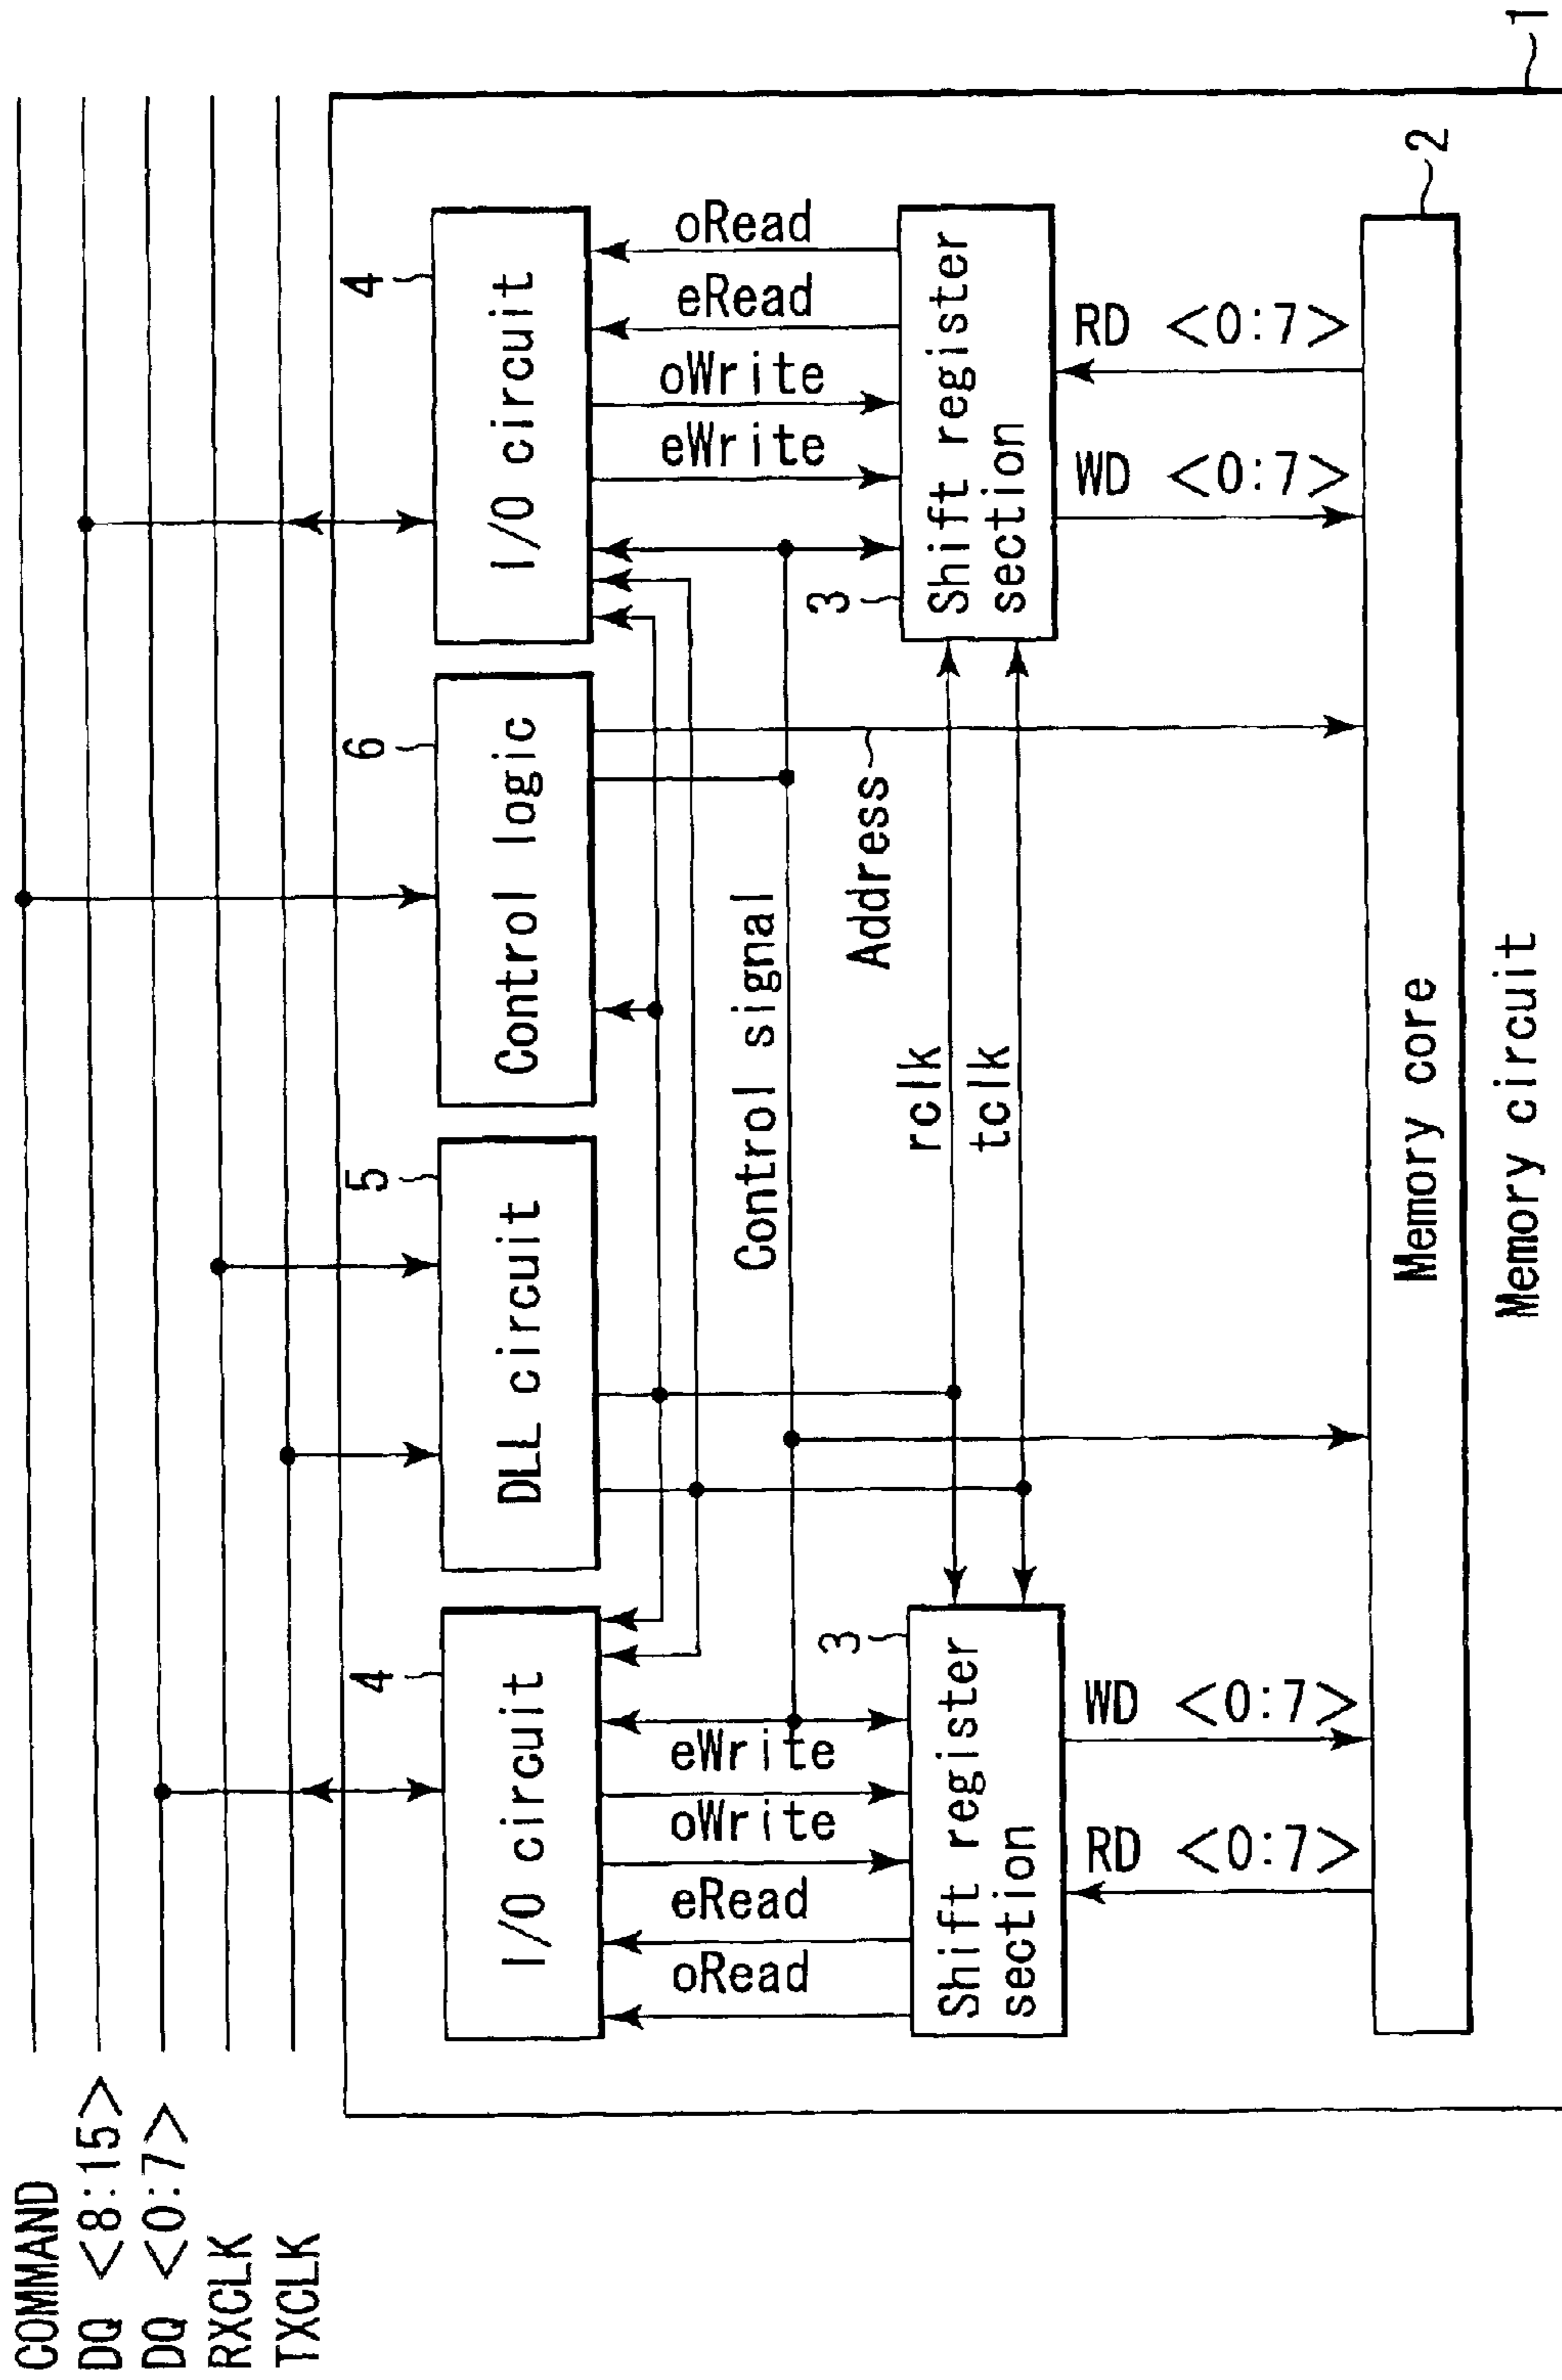 COMMAND
DQ <8:15>
DQ <0:7>
RXCLK
TXCLK
4
5
6
4
I/O circuit
DLL circuit
Control logic
I/O circuit
eWrite
oWrite
eRead
oRead
Control signal
eWrite
oWrite
eRead
oRead
3
Address
3
rclk
tclk
Shift register
section
Shift register
section
WD <0:7>
RD <0:7>
WD <0:7>
RD <0:7>
2
Memory core
Memory circuit
1